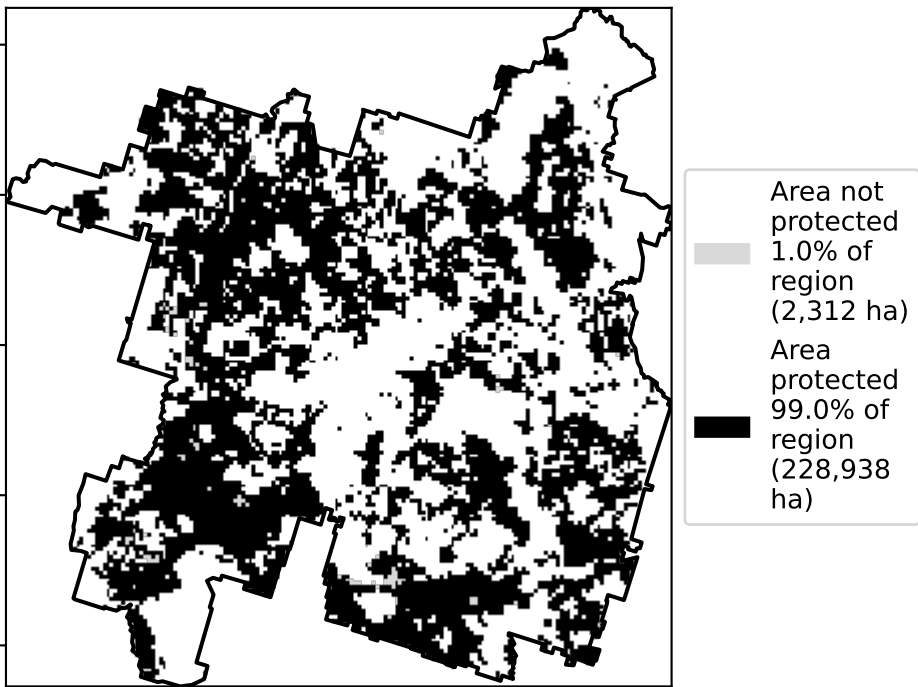 Area not
protected
1.0% of
region
(2,312 ha)
Area
protected
99.0% of
region
(228,938
ha)